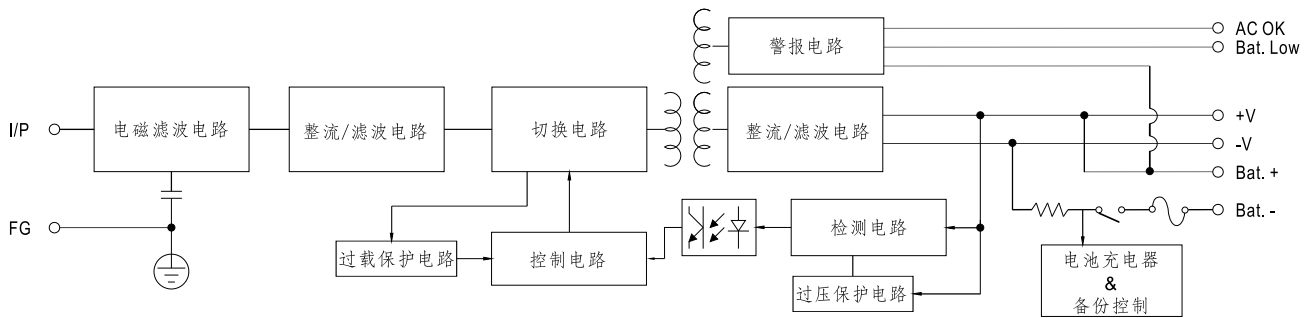 AC OK
警报电路
Bat. Low
I/P
电磁滤波电路
整流/滤波电路
切换电路
整流/滤波电路
+V
-V
Bat. +
FG
过载保护电路
控制电路
检测电路
Bat. -
过压保护电路
电池充电器
&
备份控制